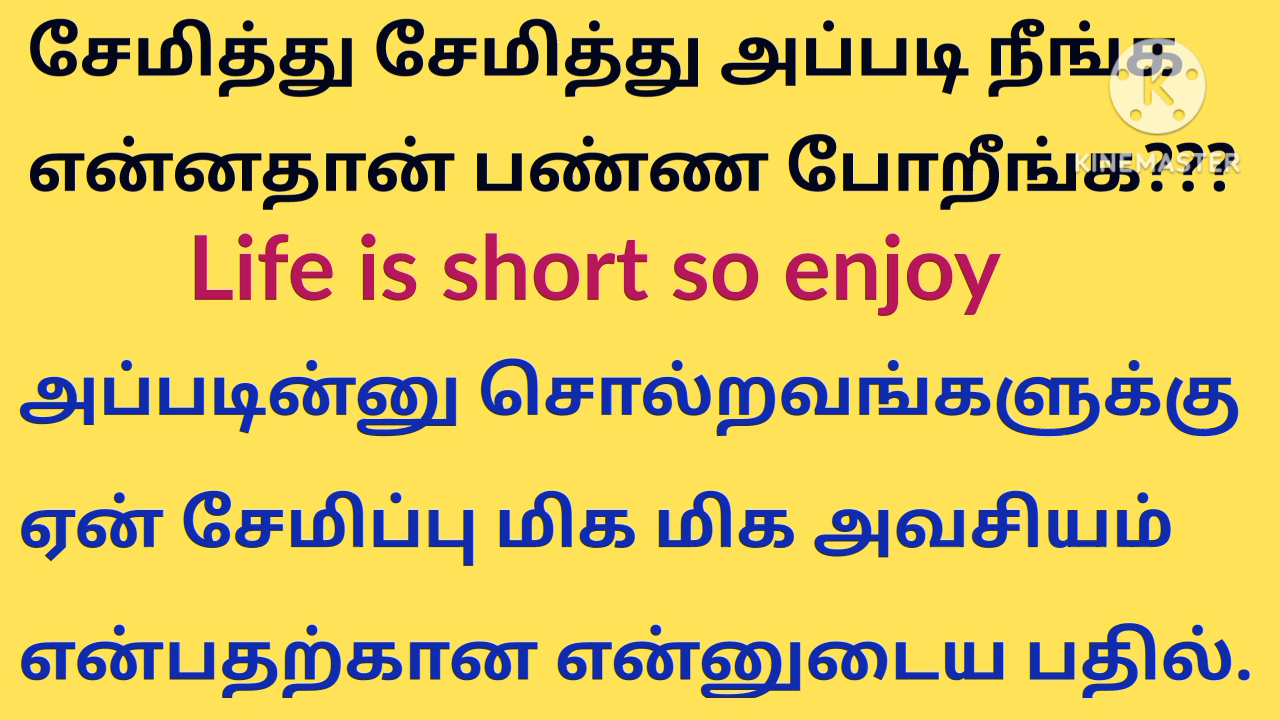 சேமித்து சேமித்து அப்படி நீங்க
என்னதான் பண்ண போறீங்க???
KINEMASTER
Life is short so enjoy
அப்படின்னு சொல்றவங்களுக்கு
ஏன் சேமிப்பு மிக மிக அவசியம்
என்பதற்கான என்னுடைய பதில்.